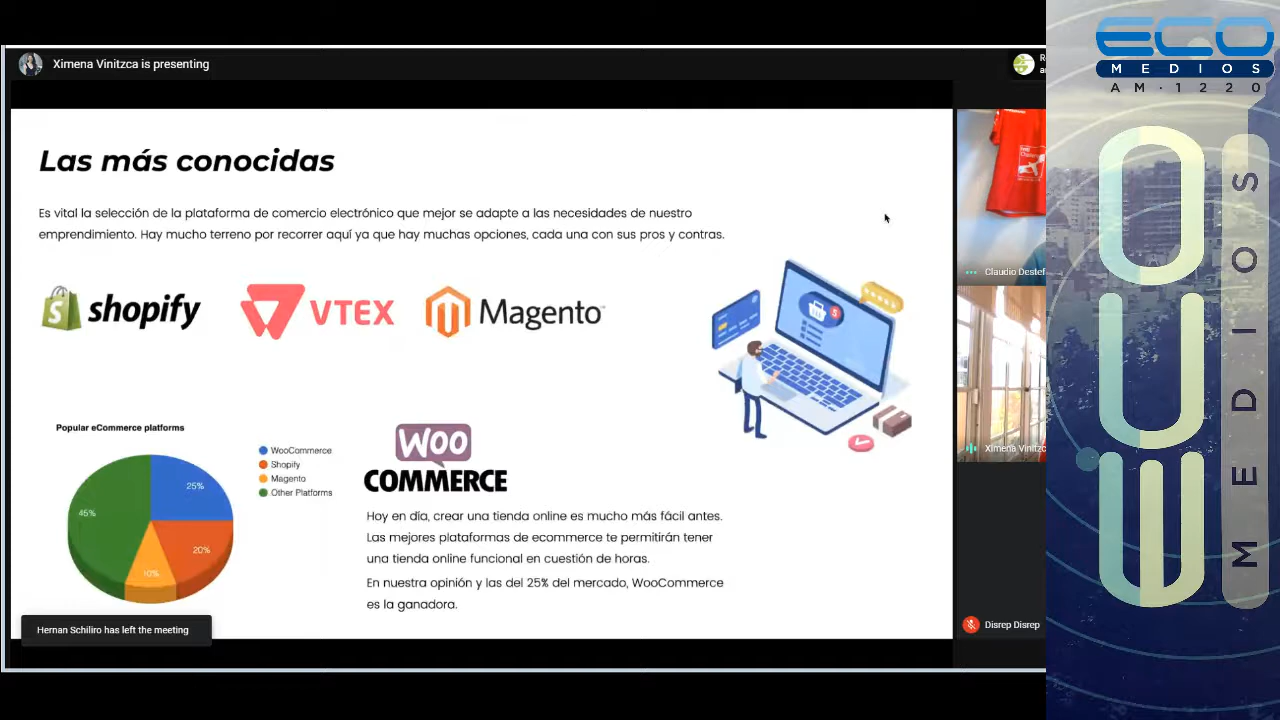 Ximena Vinitzca is presenting
Las más conocidas
Es vital la selección de la plataforma de comercio electrónico que mejor se adapte a las necesidades de nuestro
emprendimiento. Hay mucho terreno por recorrer aquí ya que hay muchas opciones, cada una con sus pros y contras.
shopify
VTEX
Magento™
Popular eCommerce platforms
WooCommerce
Shopify
Magento
Other Platforms
25%
45%
20%
10%
WOO
COMMERCE
Hoy en día, crear una tienda online es mucho más fácil antes.
Las mejores plataformas de ecommerce te permitirán tener
una tienda online funcional en cuestión de horas.
En nuestra opinión y las del 25% del mercado, WooCommerce
es la ganadora.
Hernan Schiliro has left the meeting
Claudio Destef
Ximena Vinitzc
Disrep Disrep
ECO
MEDIOS
AM·1220
ECO
MEDIOS